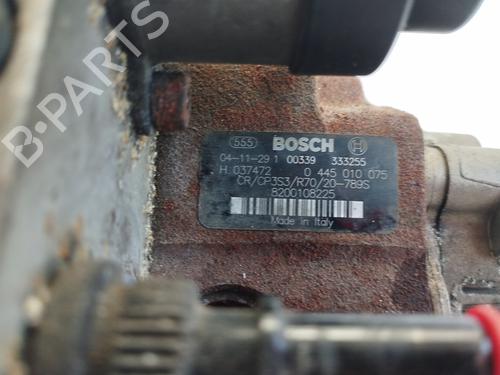 B-PARTS
555 BOSCH
04-11-29 1 00339 333255
H 037472 0 445 010 075
CR/CP3S3/R70/20-789S
8200108225
Made in Italy